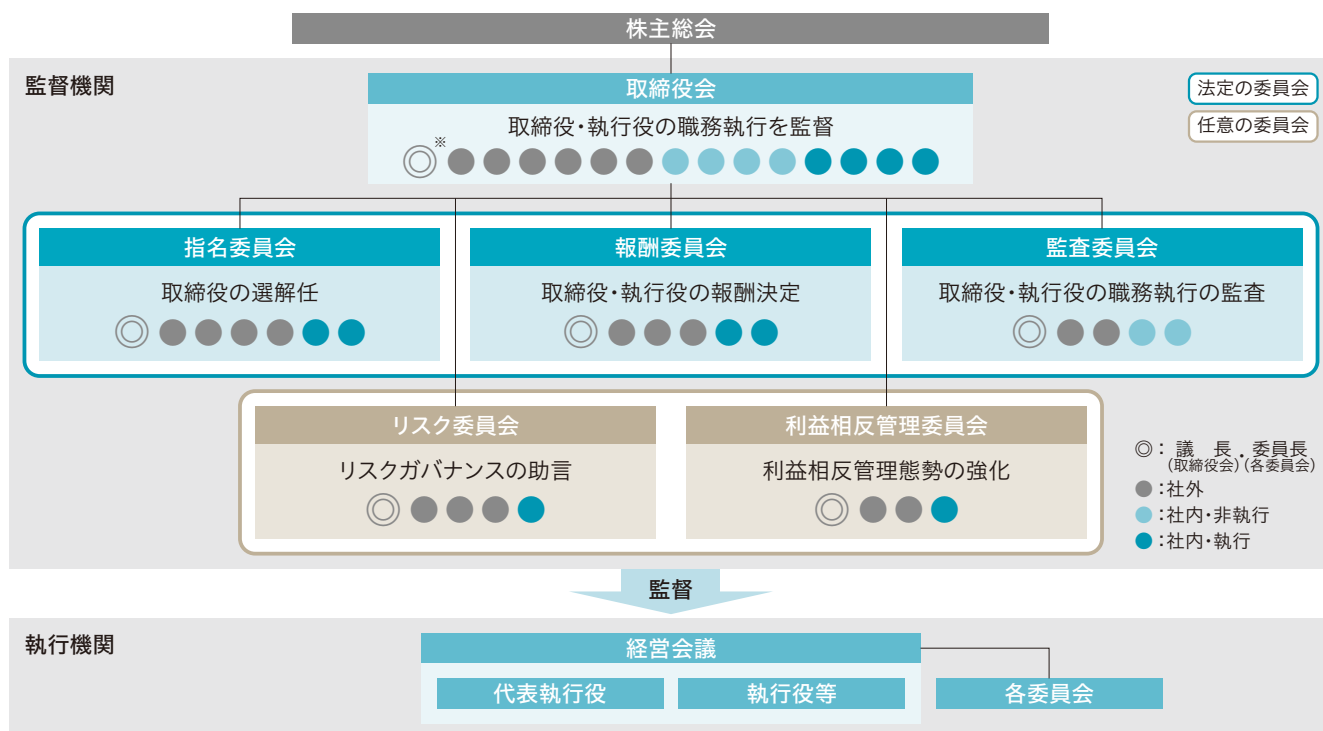 株主総会
監督機関
取締役会
法定の委員会
任意の委員会
取締役・執行役の職務執行を監督
※
指名委員会
報酬委員会
監査委員会
取締役の選解任
取締役・執行役の報酬決定
取締役・執行役の職務執行の監査
リスク委員会
利益相反管理委員会
リスクガバナンスの助言
利益相反管理態勢の強化
◎：議　長・委員長
(取締役会)(各委員会)
●：社外
●：社内・非執行
●：社内・執行
監督
執行機関
経営会議
代表執行役
執行役等
各委員会